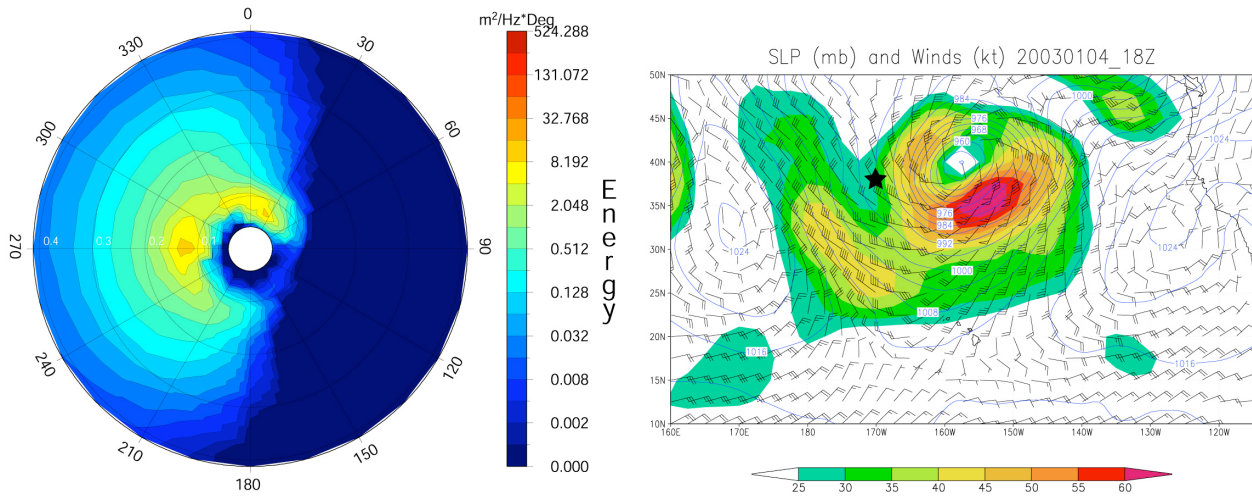 0
30
60
90
120
150
180
210
240
270
300
330
0.4
0.3
0.2
0.1
m²/Hz*Deg
524.288
131.072
32.768
8.192
2.048
0.512
0.128
0.032
0.008
0.002
0.000
Energy
SLP (mb) and Winds (kt) 20030104_18Z
50N
45N
40N
35N
30N
25N
20N
15N
10N
160E
170E
180
170W
160W
150W
140W
130W
120W
984
976
968
960
1000
1024
976
984
992
1000
1008
1024
1024
1016
1016
25
30
35
40
45
50
55
60